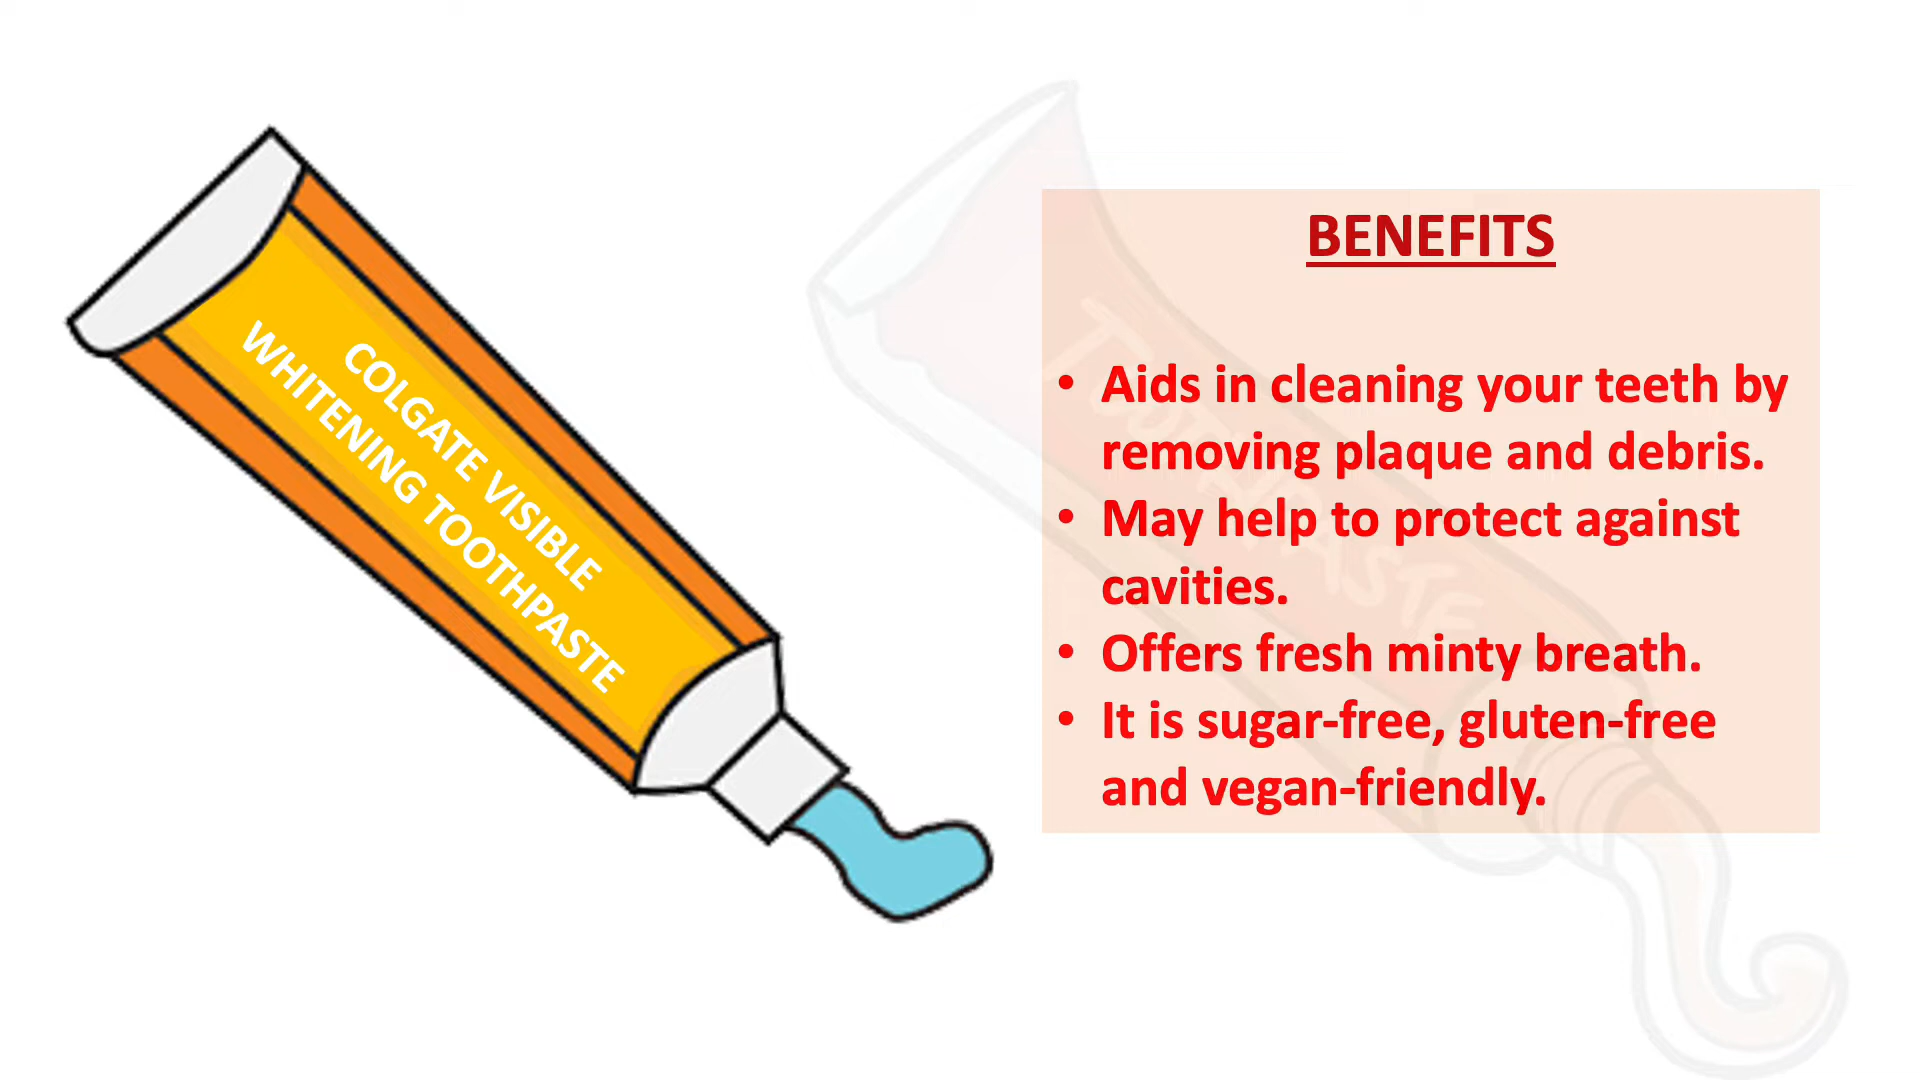 COLGATE VISIBLE
WHITENING TOOTHPASTE
BENEFITS
• Aids in cleaning your teeth by
removing plaque and debris.
• May help to protect against
cavities.
• Offers fresh minty breath.
• It is sugar-free, gluten-free
and vegan-friendly.
TOOTHPASTE